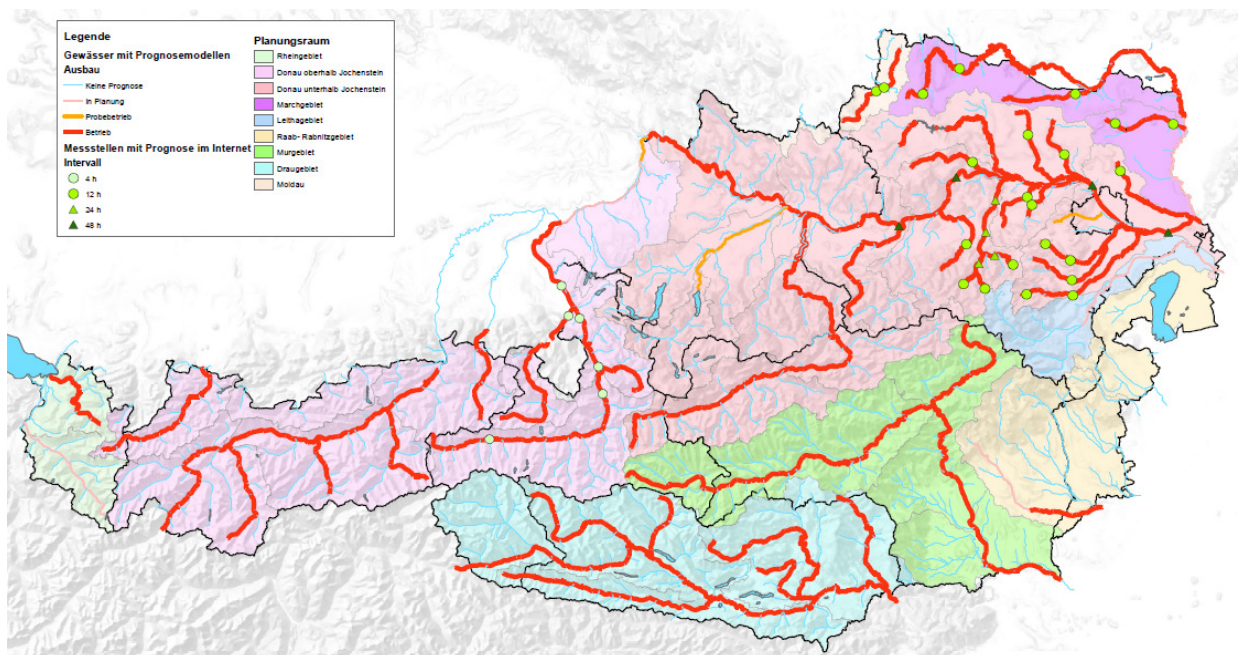 Legende
Gewässer mit Prognosemodellen
Ausbau
Keine Prognose
In Planung
Probebetrieb
Betrieb
Messstellen mit Prognose im Internet
Intervall
4 h
12 h
24 h
48 h
Planungsraum
Rheingebiet
Donau oberhalb Jochenstein
Donau unterhalb Jochenstein
Marchgebiet
Leithagebiet
Raab- Rabnitzgebiet
Murgebiet
Draugebiet
Moldau